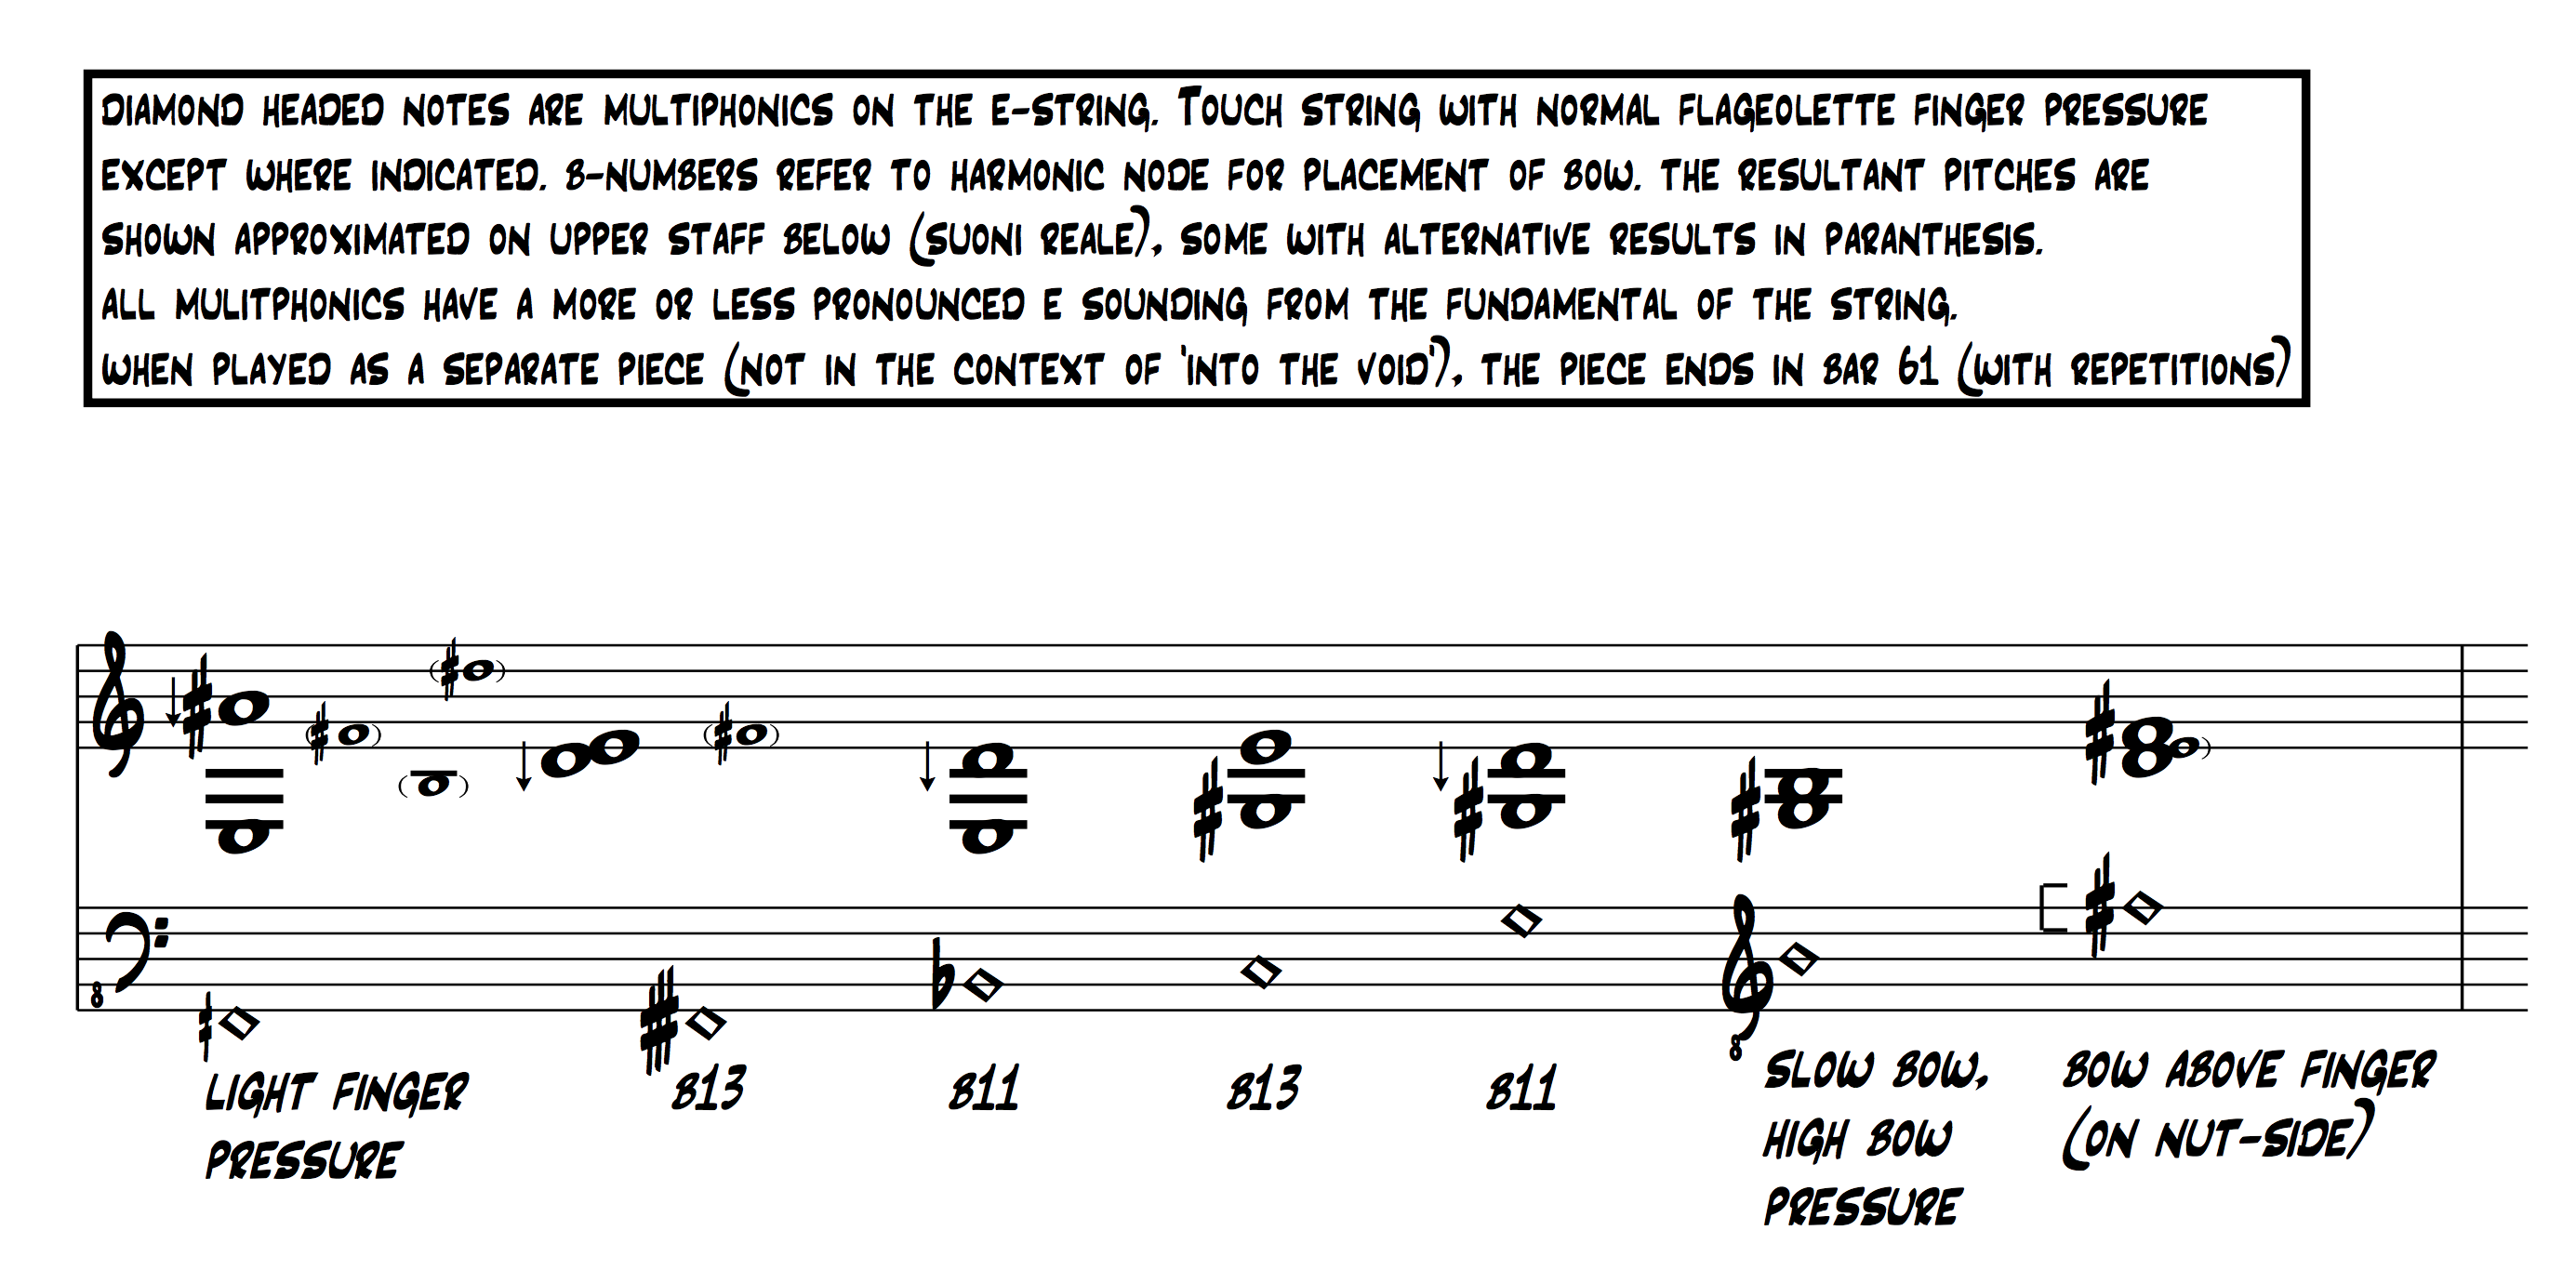 DIAMOND HEADED NOTES ARE MULTIPHONICS ON THE E-STRING. TOUCH STRING WITH NORMAL FLAGEOLETTE FINGER PRESSURE
EXCEPT WHERE INDICATED. B-NUMBERS REFER TO HARMONIC NODE FOR PLACEMENT OF BOW. THE RESULTANT PITCHES ARE
SHOWN APPROXIMATED ON UPPER STAFF BELOW (SUONI REALE), SOME WITH ALTERNATIVE RESULTS IN PARANTHESIS.
ALL MULITPHONICS HAVE A MORE OR LESS PRONOUNCED E SOUNDING FROM THE FUNDAMENTAL OF THE STRING.
WHEN PLAYED AS A SEPARATE PIECE (NOT IN THE CONTEXT OF 'INTO THE VOID'), THE PIECE ENDS IN BAR 61 (WITH REPETITIONS)
8
8
LIGHT FINGER
PRESSURE
B13
B11
B13
B11
SLOW BOW,
HIGH BOW
PRESSURE
BOW ABOVE FINGER
(ON NUT-SIDE)